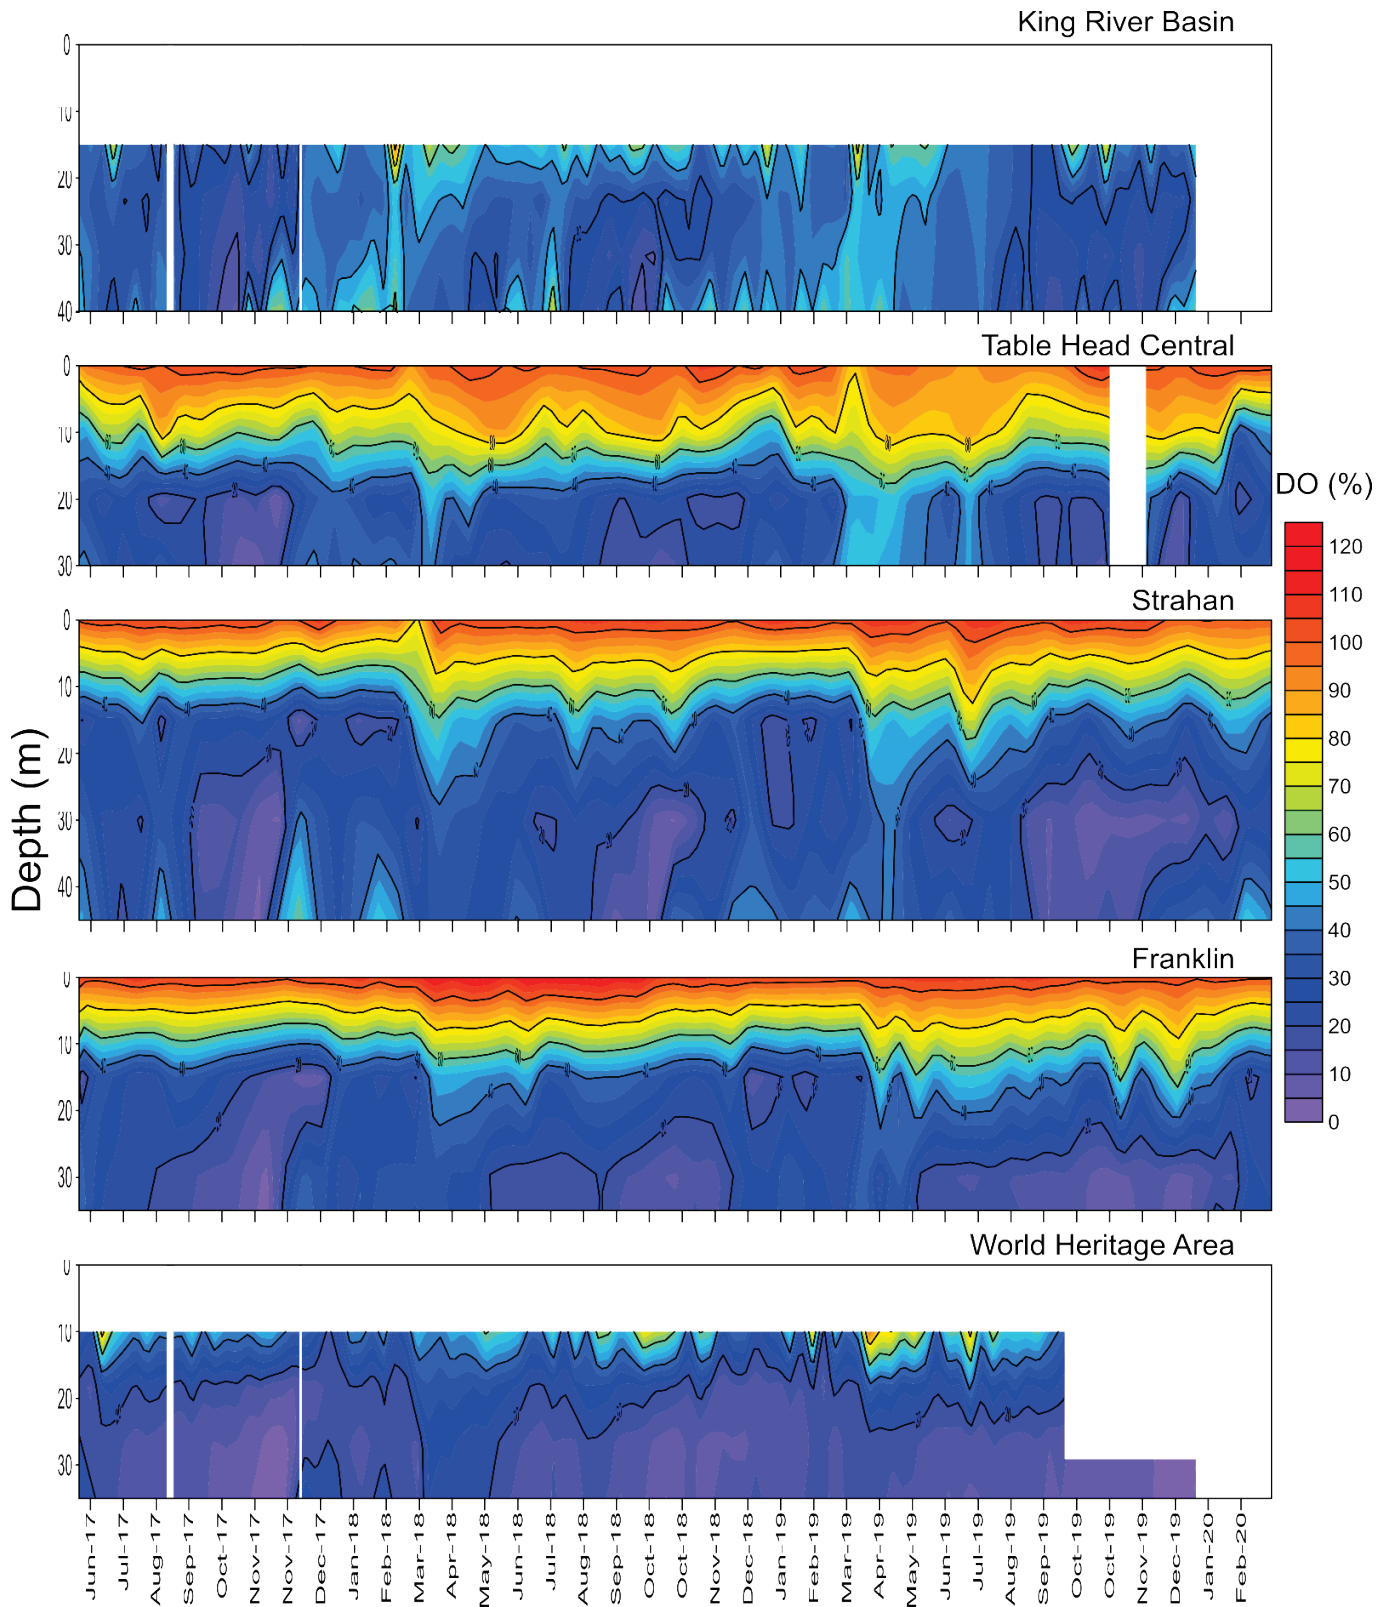 King River Basin
0
10
20
30
40
Table Head Central
0
10
20
30
DO (%)
120
110
100
90
80
70
60
50
40
30
20
10
0
Strahan
0
10
20
30
40
Depth (m)
Franklin
0
10
20
30
World Heritage Area
0
10
20
30
Jun-17
Jul-17
Aug-17
Sep-17
Oct-17
Nov-17
Nov-17
Dec-17
Jan-18
Feb-18
Mar-18
Apr-18
May-18
Jun-18
Jul-18
Aug-18
Sep-18
Oct-18
Oct-18
Nov-18
Dec-18
Jan-19
Feb-19
Mar-19
Apr-19
May-19
Jun-19
Jul-19
Aug-19
Sep-19
Oct-19
Oct-19
Nov-19
Dec-19
Jan-20
Feb-20